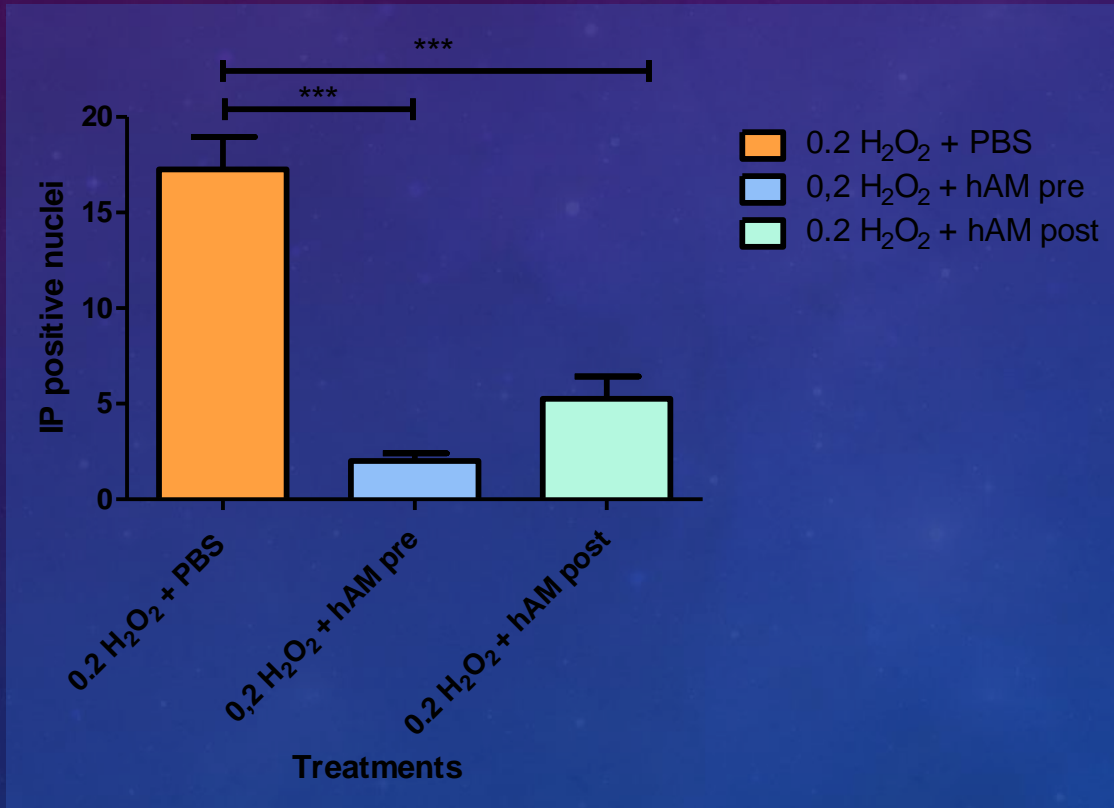 ***
***
20
15
10
5
0
IP positive nuclei
0.2 H₂O₂ + PBS
0,2 H₂O₂ + hAM pre
0.2 H₂O₂ + hAM post
0.2 H₂O₂ + PBS
0,2 H₂O₂ + hAM pre
0.2 H₂O₂ + hAM post
Treatments